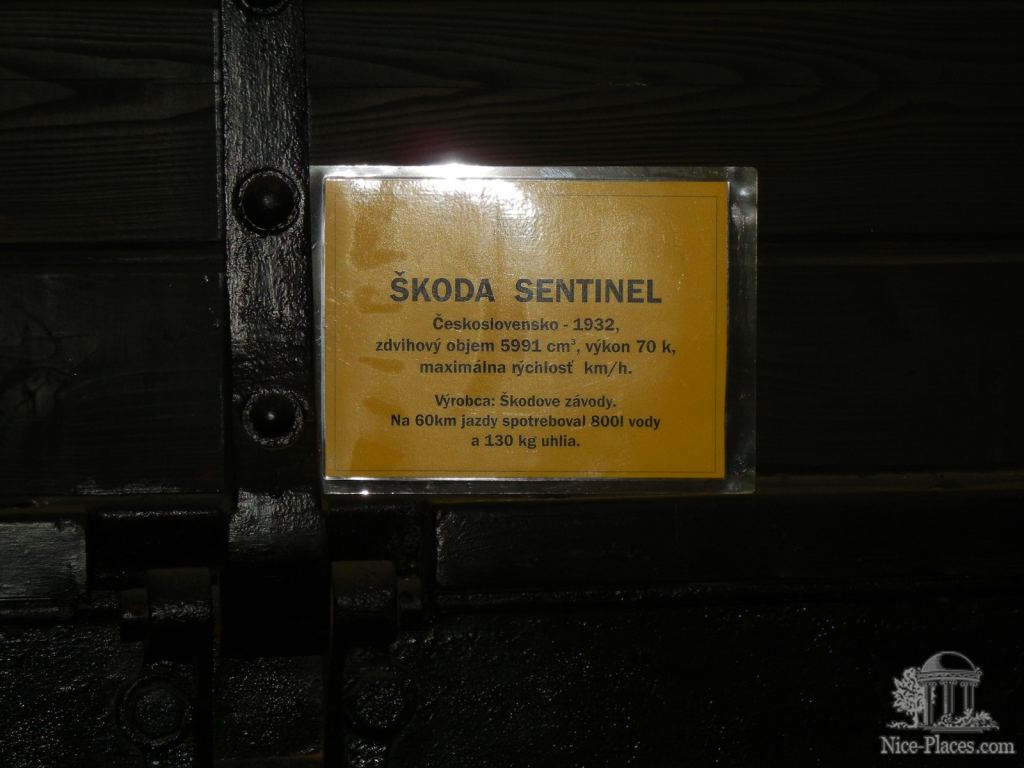 ŠKODA SENTINEL
Československo - 1932,
zdvihový objem 5991 cm³, výkon 70 k,
maximálna rýchlosť km/h.
Výrobca: Škodove závody.
Na 60km jazdy spotreboval 800l vody
a 130 kg uhlia.
Nice-Places.com